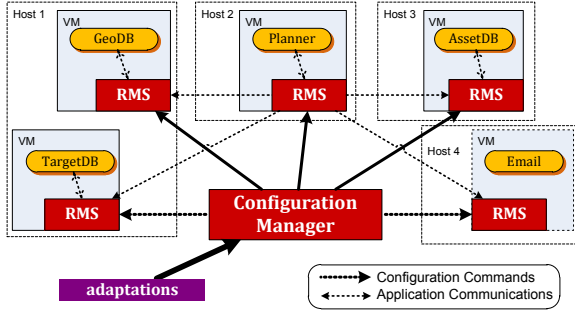 Host 1
VM
GeoDB
RMS
Host 2
VM
Planner
RMS
Host 3
VM
AssetDB
RMS
VM
TargetDB
RMS
Host 4
VM
Email
RMS
Configuration
Manager
adaptations
Configuration Commands
Application Communications